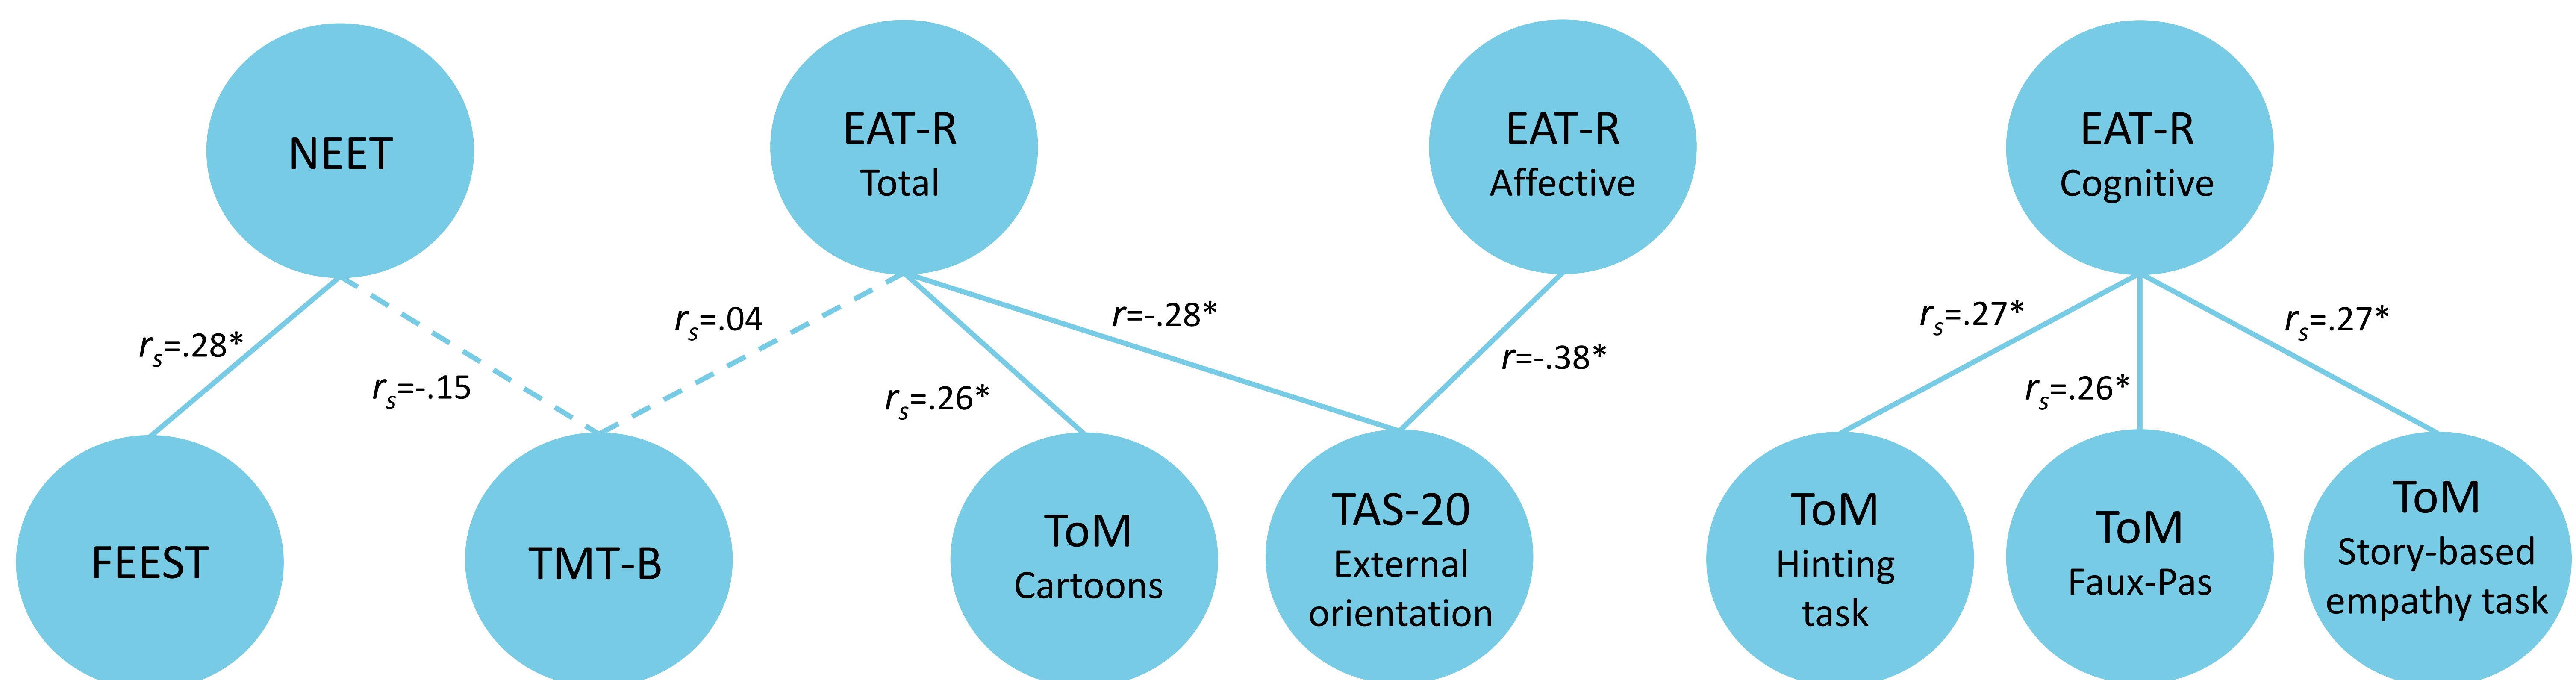 NEET
EAT-R
Total
EAT-R
Affective
EAT-R
Cognitive
rs=.28*
rs=-.15
rs=.04
rs=.26*
r=-.28*
r=-.38*
rs=.27*
rs=.26*
rs=.27*
FEEST
TMT-B
ToM
Cartoons
TAS-20
External
orientation
ToM
Hinting
task
ToM
Faux-Pas
ToM
Story-based
empathy task